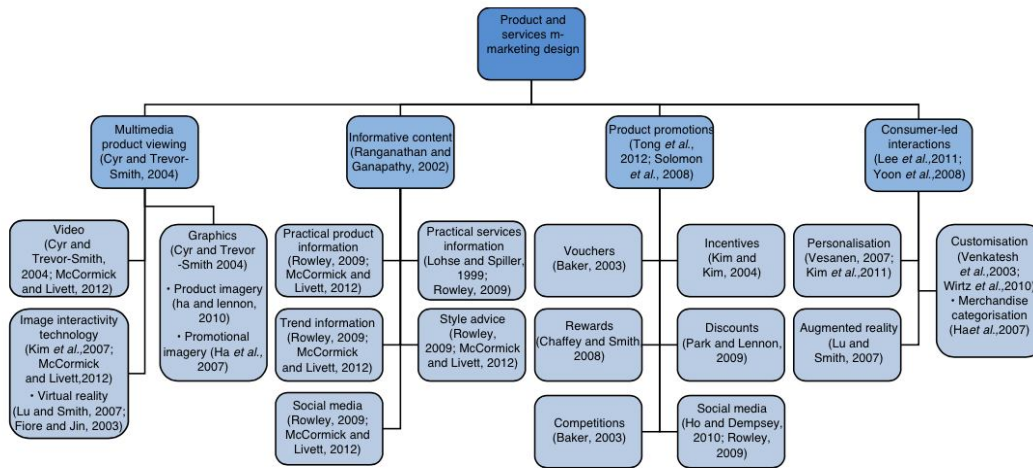 Product and
services m-
marketing design
Multimedia
product viewing
(Cyr and Trevor-
Smith, 2004)
Informative content
(Ranganathan and
Ganapathy, 2002)
Product promotions
(Tong et al.,
2012; Solomon
et al., 2008)
Consumer-led
interactions
(Lee et al.,2011;
Yoon et al.,2008)
Video
(Cyr and
Trevor-Smith,
2004; McCormick
and Livett, 2012)
Graphics
(Cyr and Trevor
-Smith 2004)
· Product imagery
(ha and lennon,
2010)
· Promotional
imagery (Ha et al.,
2007)
Image interactivity
technology
(Kim et al.,2007;
McCormick
and Livett,2012)
· Virtual reality
(Lu and Smith, 2007;
Fiore and Jin, 2003)
Practical product
information
(Rowley, 2009;
McCormick and
Livett, 2012)
Practical services
information
(Lohse and Spiller,
1999;
Rowley, 2009)
Trend information
(Rowley, 2009;
McCormick
and Livett, 2012)
Style advice
(Rowley,
2009; McCormick
and Livett, 2012)
Social media
(Rowley, 2009;
McCormick and
Livett, 2012)
Vouchers
(Baker, 2003)
Incentives
(Kim and
Kim, 2004)
Rewards
(Chaffey and Smith,
2008)
Discounts
(Park and Lennon,
2009)
Competitions
(Baker, 2003)
Social media
(Ho and Dempsey,
2010; Rowley,
2009)
Personalisation
(Vesanen, 2007;
Kim et al.,2011)
Customisation
(Venkatesh
et al.,2003;
Wirtz et al.,2010)
· Merchandise
categorisation
(Haet al.,2007)
Augmented reality
(Lu and
Smith, 2007)